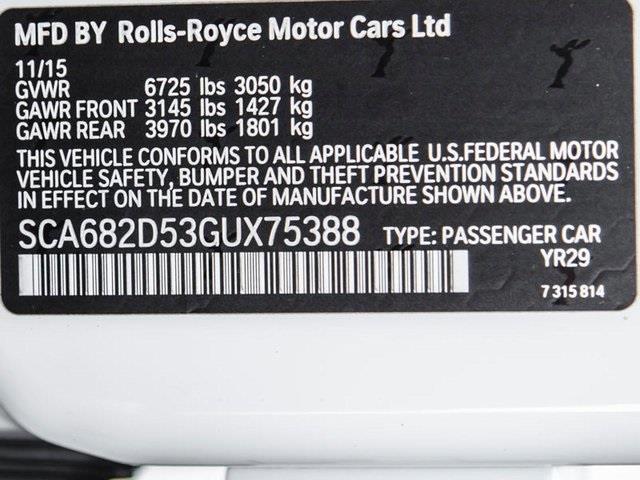 MFD BY Rolls-Royce Motor Cars Ltd
11/15
GVWR 6725 lbs 3050 kg
GAWR FRONT 3145 lbs 1427 kg
GAWR REAR 3970 lbs 1801 kg
THIS VEHICLE CONFORMS TO ALL APPLICABLE U.S.FEDERAL MOTOR
VEHICLE SAFETY, BUMPER AND THEFT PREVENTION STANDARDS
IN EFFECT ON THE DATE OF MANUFACTURE SHOWN ABOVE.
SCA682D53GUX75388 TYPE: PASSENGER CAR
YR29
7 315 814